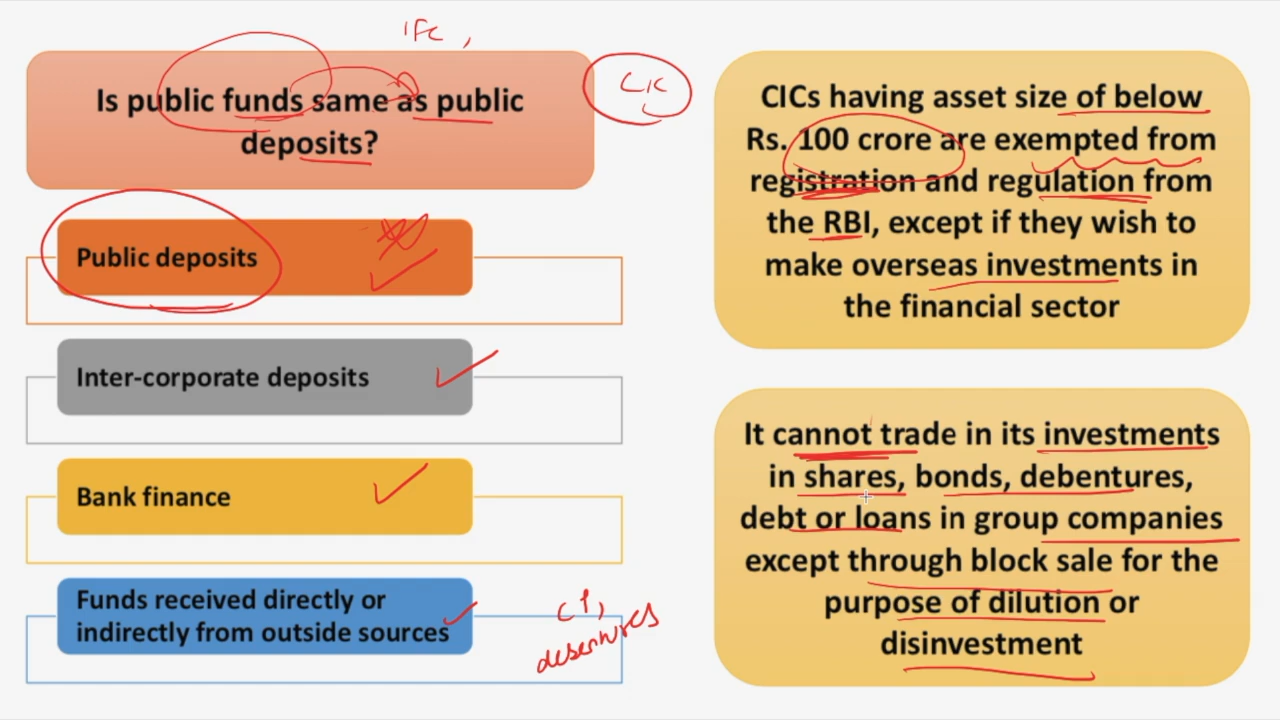 IFC,
Is public funds same as public
deposits?
CIC
Public deposits
Inter-corporate deposits
Bank finance
Funds received directly or
indirectly from outside sources
CP,
debentures
CICs having asset size of below
Rs. 100 crore are exempted from
registration and regulation from
the RBI, except if they wish to
make overseas investments in
the financial sector
It cannot trade in its investments
in shares, bonds, debentures,
debt or loans in group companies
except through block sale for the
purpose of dilution or
disinvestment